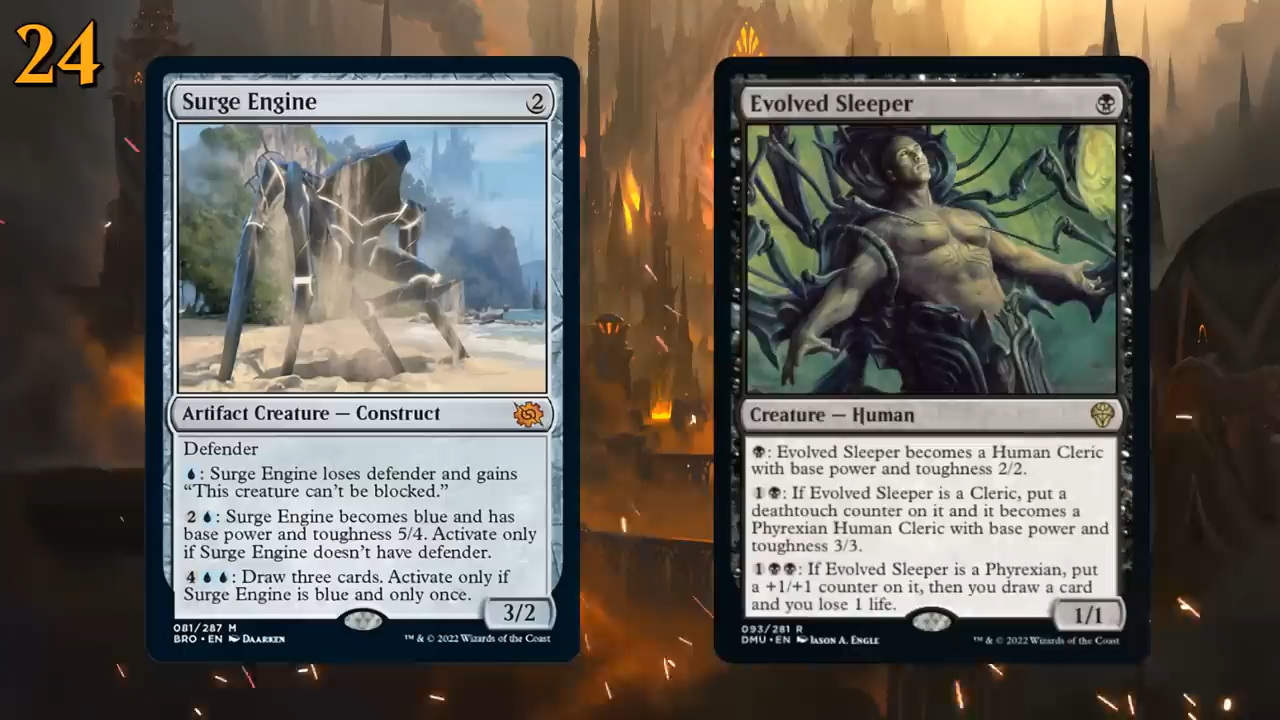 24
Surge Engine 2
Artifact Creature — Construct
Defender
: Surge Engine loses defender and gains
“This creature can't be blocked.”
2 : Surge Engine becomes blue and has
base power and toughness 5/4. Activate only
if Surge Engine doesn't have defender.
4 : Draw three cards. Activate only if
Surge Engine is blue and only once.
3/2
081/287 M
BRO • EN DAARKEN
™ & © 2022 Wizards of the Coast
Evolved Sleeper
Creature — Human
: Evolved Sleeper becomes a Human Cleric
with base power and toughness 2/2.
1 : If Evolved Sleeper is a Cleric, put a
deathtouch counter on it and it becomes a
Phyrexian Human Cleric with base power and
toughness 3/3.
1 : If Evolved Sleeper is a Phyrexian, put
a +1/+1 counter on it, then you draw a card
and you lose 1 life.
1/1
093/281 R
DMU • EN JASON A. ENGLE
™ & © 2022 Wizards of the Coast